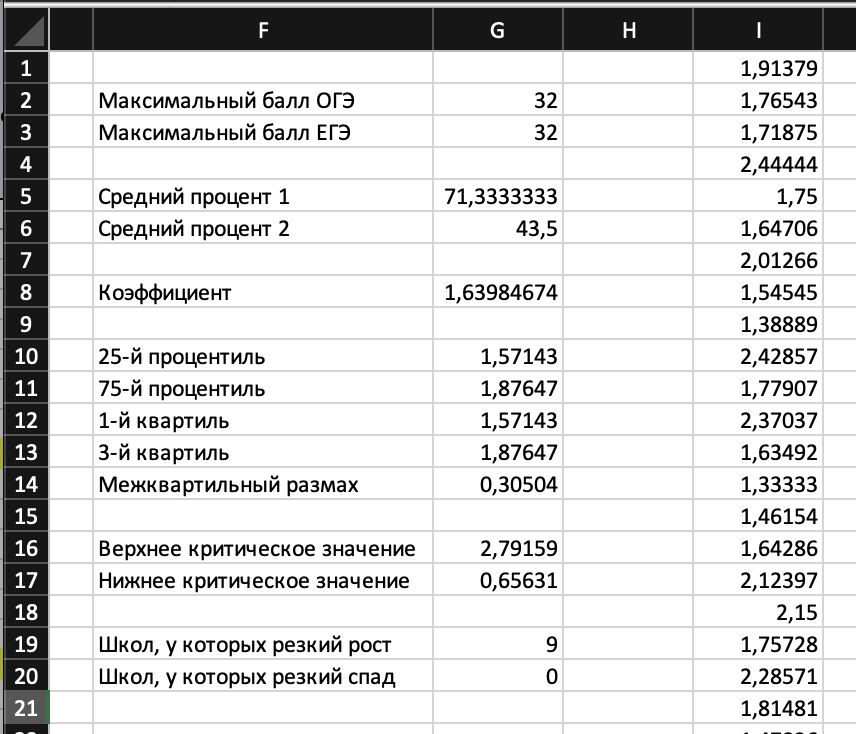 F G H I
1 1,91379
2 Максимальный балл ОГЭ 32 1,76543
3 Максимальный балл ЕГЭ 32 1,71875
4 2,44444
5 Средний процент 1 71,3333333 1,75
6 Средний процент 2 43,5 1,64706
7 2,01266
8 Коэффициент 1,63984674 1,54545
9 1,38889
10 25-й процентиль 1,57143 2,42857
11 75-й процентиль 1,87647 1,77907
12 1-й квартиль 1,57143 2,37037
13 3-й квартиль 1,87647 1,63492
14 Межквартильный размах 0,30504 1,33333
15 1,46154
16 Верхнее критическое значение 2,79159 1,64286
17 Нижнее критическое значение 0,65631 2,12397
18 2,15
19 Школ, у которых резкий рост 9 1,75728
20 Школ, у которых резкий спад 0 2,28571
21 1,81481